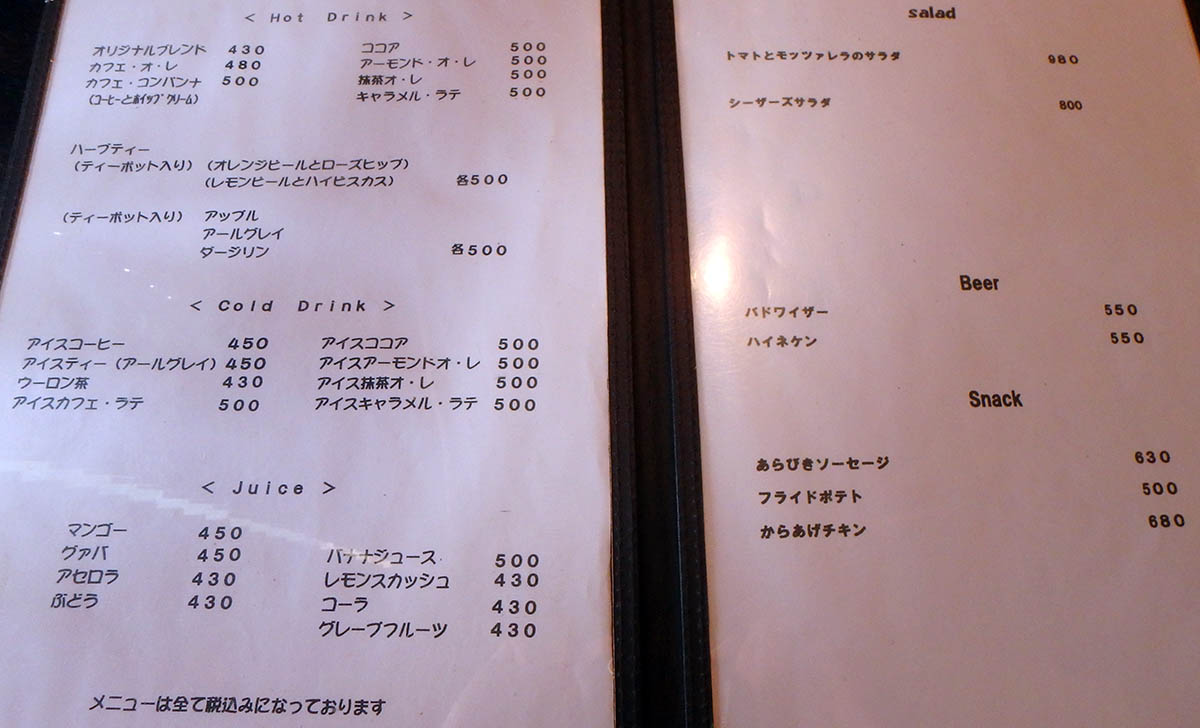 < Hot Drink >
オリジナルブレンド 430
カフェ・オ・レ 480
カフェ・コンパンナ 500
(コーヒーとホイップクリーム)
ココア 500
アーモンド・オ・レ 500
抹茶オ・レ 500
キャラメル・ラテ 500
ハーブティー
(ティーポット入り) (オレンジピールとローズヒップ)
(レモンピールとハイビスカス) 各500
(ティーポット入り) アップル
アールグレイ
ダージリン 各500
< Cold Drink >
アイスコーヒー 450
アイスティー(アールグレイ) 450
ウーロン茶 430
アイスカフェ・ラテ 500
アイスココア 500
アイスアーモンドオ・レ 500
アイス抹茶オ・レ 500
アイスキャラメル・ラテ 500
< Juice >
マンゴー 450
グァバ 450
アセロラ 430
ぶどう 430
バナナジュース 500
レモンスカッシュ 430
コーラ 430
グレープフルーツ 430
メニューは全て税込みになっております
salad
トマトとモッツァレラのサラダ 980
シーザーズサラダ 800
Beer
バドワイザー 550
ハイネケン 550
Snack
あらびきソーセージ 630
フライドポテト 500
からあげチキン 680